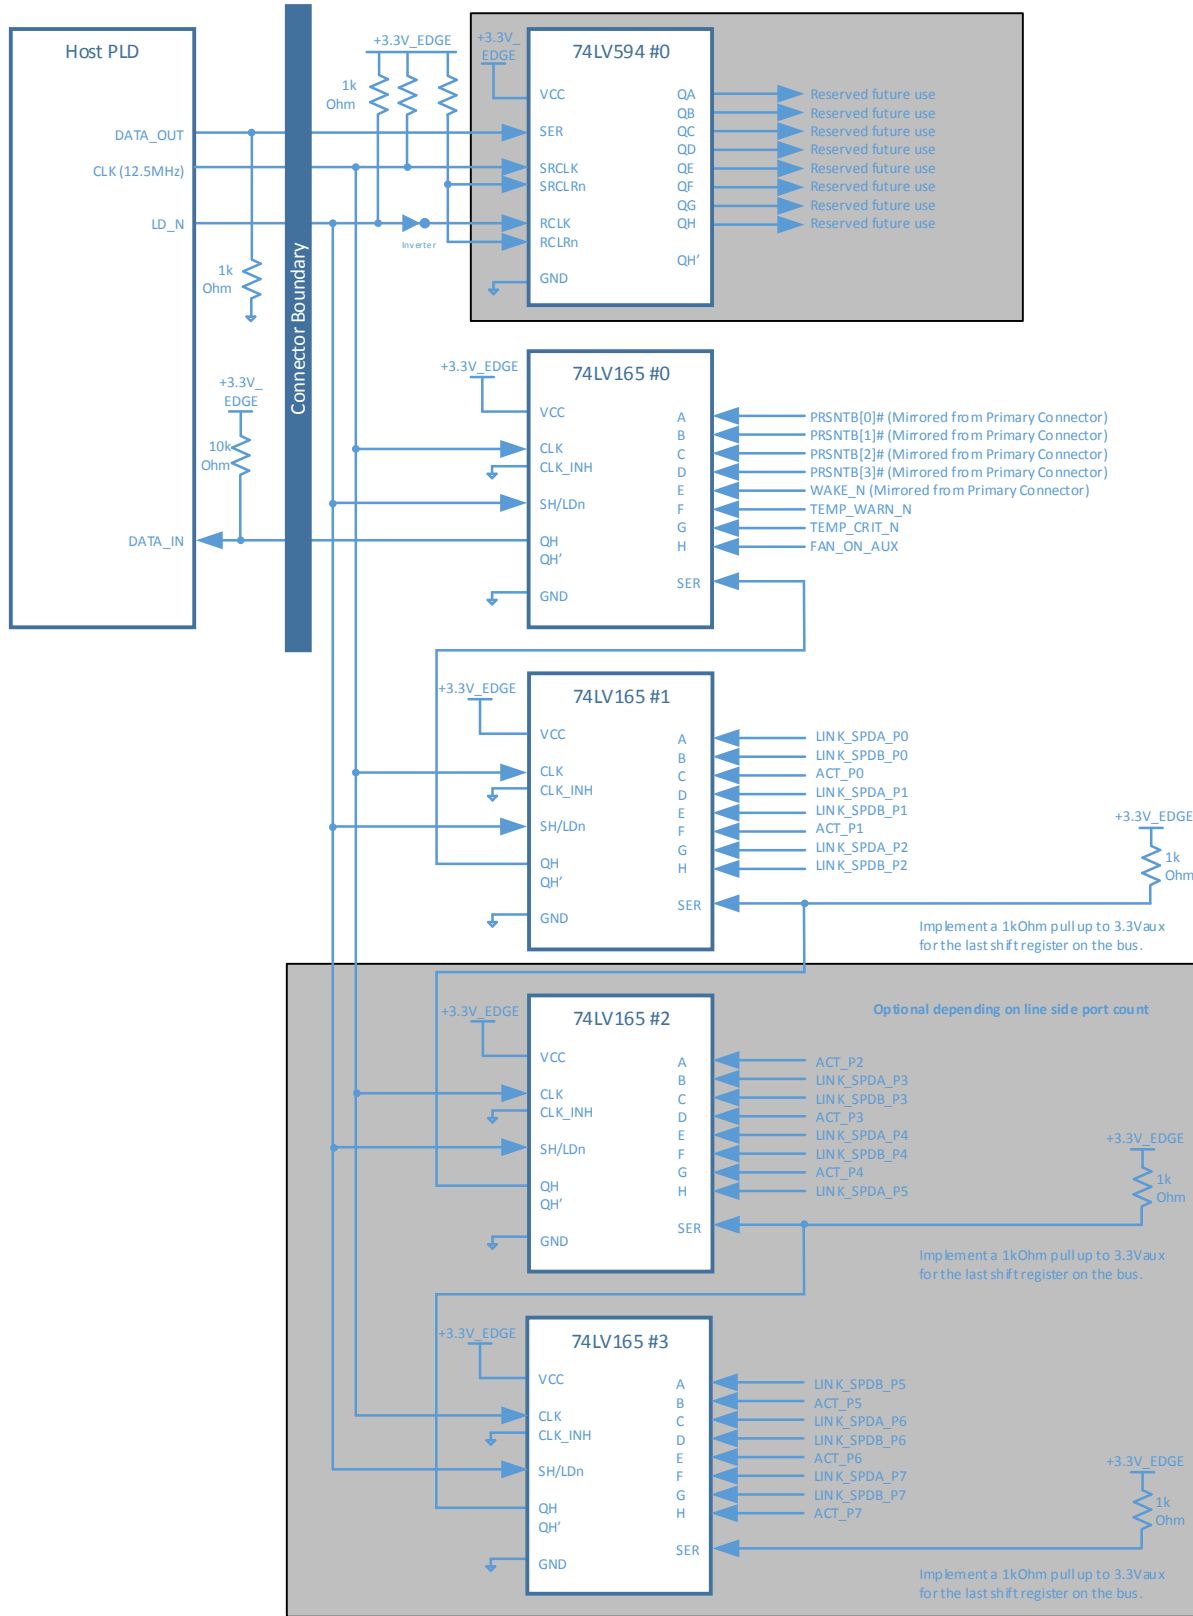 Host PLD
DATA_OUT
CLK (12.5MHz)
LD_N
1k
Ohm
+3.3V_
EDGE
10k
Ohm
DATA_IN
Connector Boundary
+3.3V_EDGE
1k
Ohm
Inverter
+3.3V_
EDGE
74LV594 #0
VCC
SER
SRCLK
SRCLRn
RCLK
RCLRn
GND
QA
QB
QC
QD
QE
QF
QG
QH
QH’
Reserved future use
Reserved future use
Reserved future use
Reserved future use
Reserved future use
Reserved future use
Reserved future use
Reserved future use
+3.3V_EDGE
74LV165 #0
VCC
CLK
CLK_INH
SH/LDn
QH
QH’
GND
A
B
C
D
E
F
G
H
SER
PRSNTB[0]# (Mirrored from Primary Connector)
PRSNTB[1]# (Mirrored from Primary Connector)
PRSNTB[2]# (Mirrored from Primary Connector)
PRSNTB[3]# (Mirrored from Primary Connector)
WAKE_N (Mirrored from Primary Connector)
TEMP_WARN_N
TEMP_CRIT_N
FAN_ON_AUX
+3.3V_EDGE
74LV165 #1
VCC
CLK
CLK_INH
SH/LDn
QH
QH’
GND
A
B
C
D
E
F
G
H
SER
LINK_SPDA_P0
LINK_SPDB_P0
ACT_P0
LINK_SPDA_P1
LINK_SPDB_P1
ACT_P1
LINK_SPDA_P2
LINK_SPDB_P2
+3.3V_EDGE
1k
Ohm
Implement a 1kOhm pull up to 3.3Vaux
for the last shift register on the bus.
Optional depending on line side port count
+3.3V_EDGE
74LV165 #2
VCC
CLK
CLK_INH
SH/LDn
QH
QH’
GND
A
B
C
D
E
F
G
H
SER
ACT_P2
LINK_SPDA_P3
LINK_SPDB_P3
ACT_P3
LINK_SPDA_P4
LINK_SPDB_P4
ACT_P4
LINK_SPDA_P5
+3.3V_EDGE
1k
Ohm
Implement a 1kOhm pull up to 3.3Vaux
for the last shift register on the bus.
+3.3V_EDGE
74LV165 #3
VCC
CLK
CLK_INH
SH/LDn
QH
QH’
GND
A
B
C
D
E
F
G
H
SER
LINK_SPDB_P5
ACT_P5
LINK_SPDA_P6
LINK_SPDB_P6
ACT_P6
LINK_SPDA_P7
LINK_SPDB_P7
ACT_P7
+3.3V_EDGE
1k
Ohm
Implement a 1kOhm pull up to 3.3Vaux
for the last shift register on the bus.